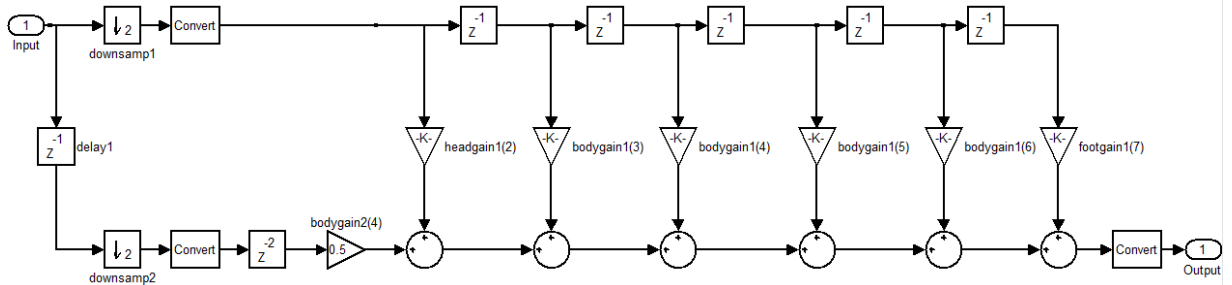 1
Input
2
downsamp1
Convert
-1
Z
-1
Z
-1
Z
-1
Z
-1
Z
-1
Z
delay1
-K-
headgain1(2)
-K-
bodygain1(3)
-K-
bodygain1(4)
-K-
bodygain1(5)
-K-
bodygain1(6)
-K-
footgain1(7)
2
downsamp2
Convert
-2
Z
bodygain2(4)
0.5
+
+
+
+
+
+
+
+
+
+
+
+
Convert
1
Output